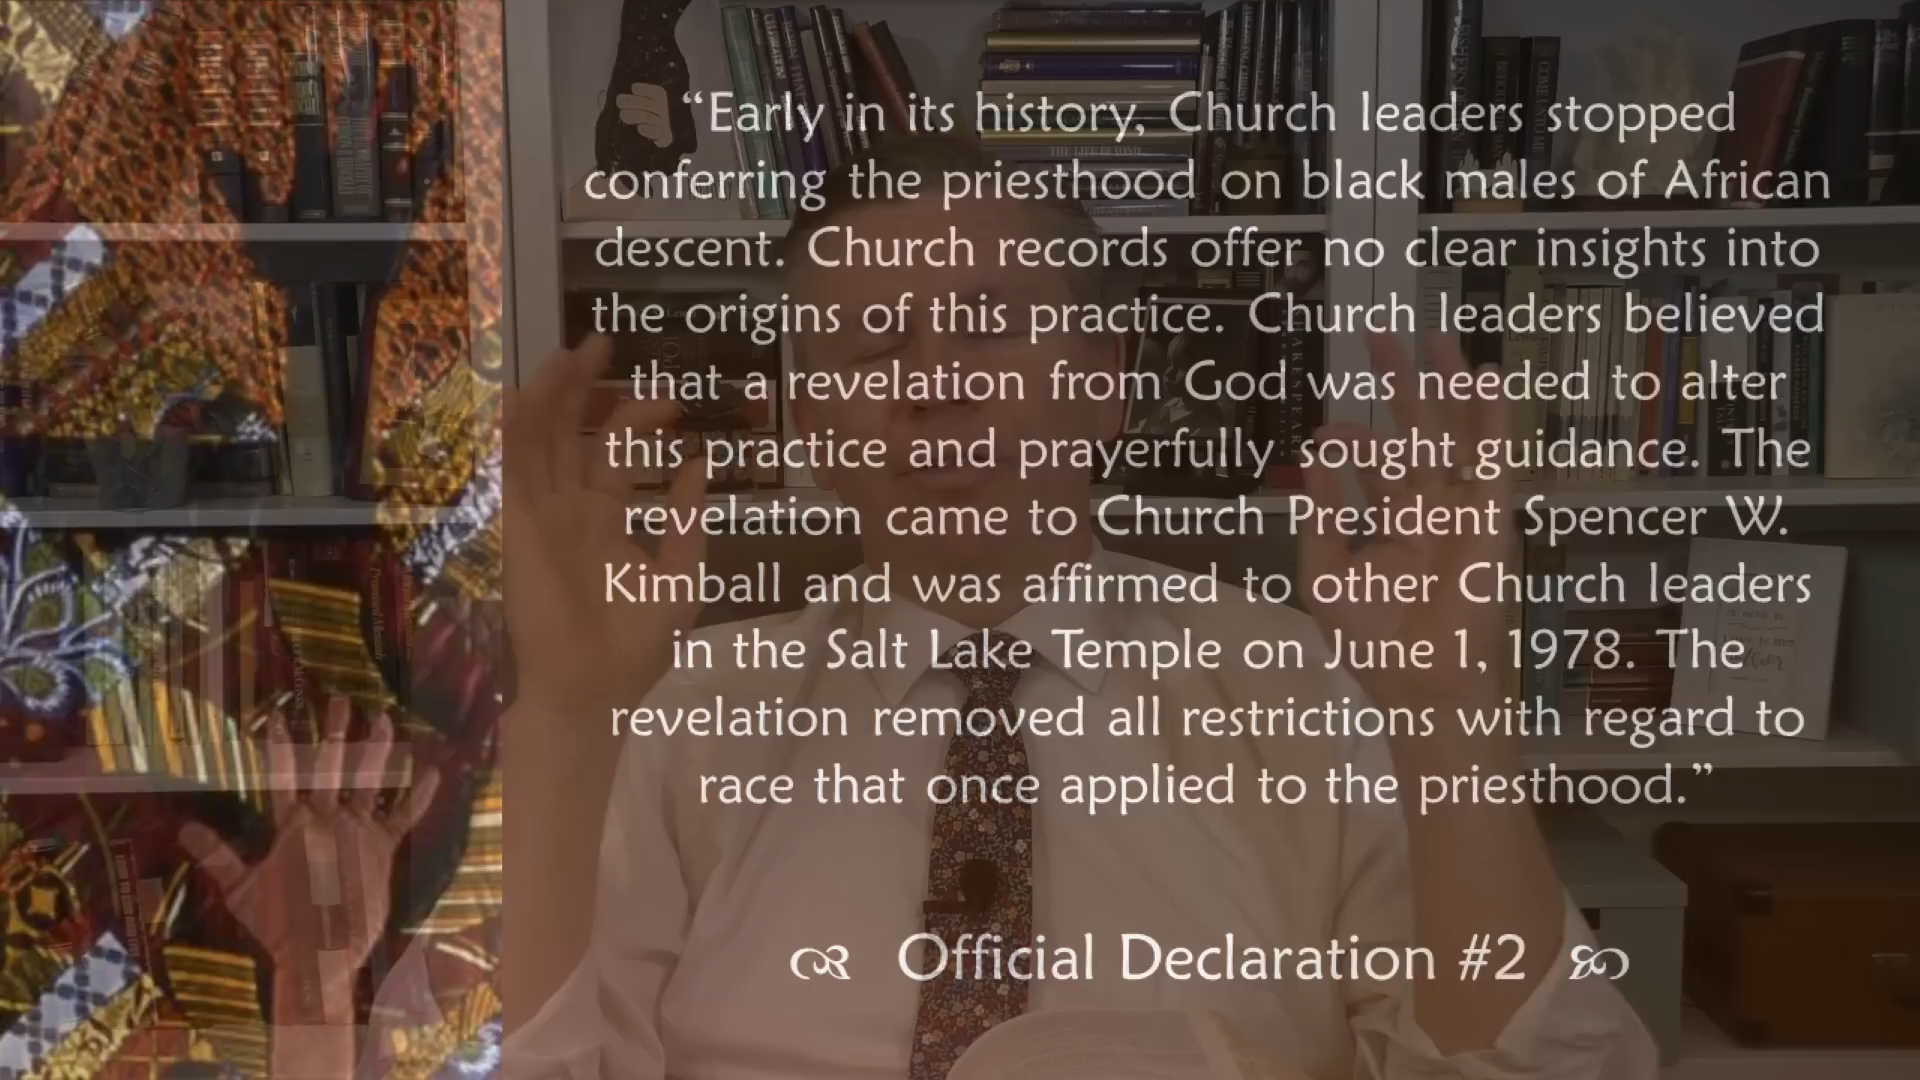 “Early in its history, Church leaders stopped
conferring the priesthood on black males of African
descent. Church records offer no clear insights into
the origins of this practice. Church leaders believed
that a revelation from God was needed to alter
this practice and prayerfully sought guidance. The
revelation came to Church President Spencer W.
Kimball and was affirmed to other Church leaders
in the Salt Lake Temple on June 1, 1978. The
revelation removed all restrictions with regard to
race that once applied to the priesthood.”
Official Declaration #2